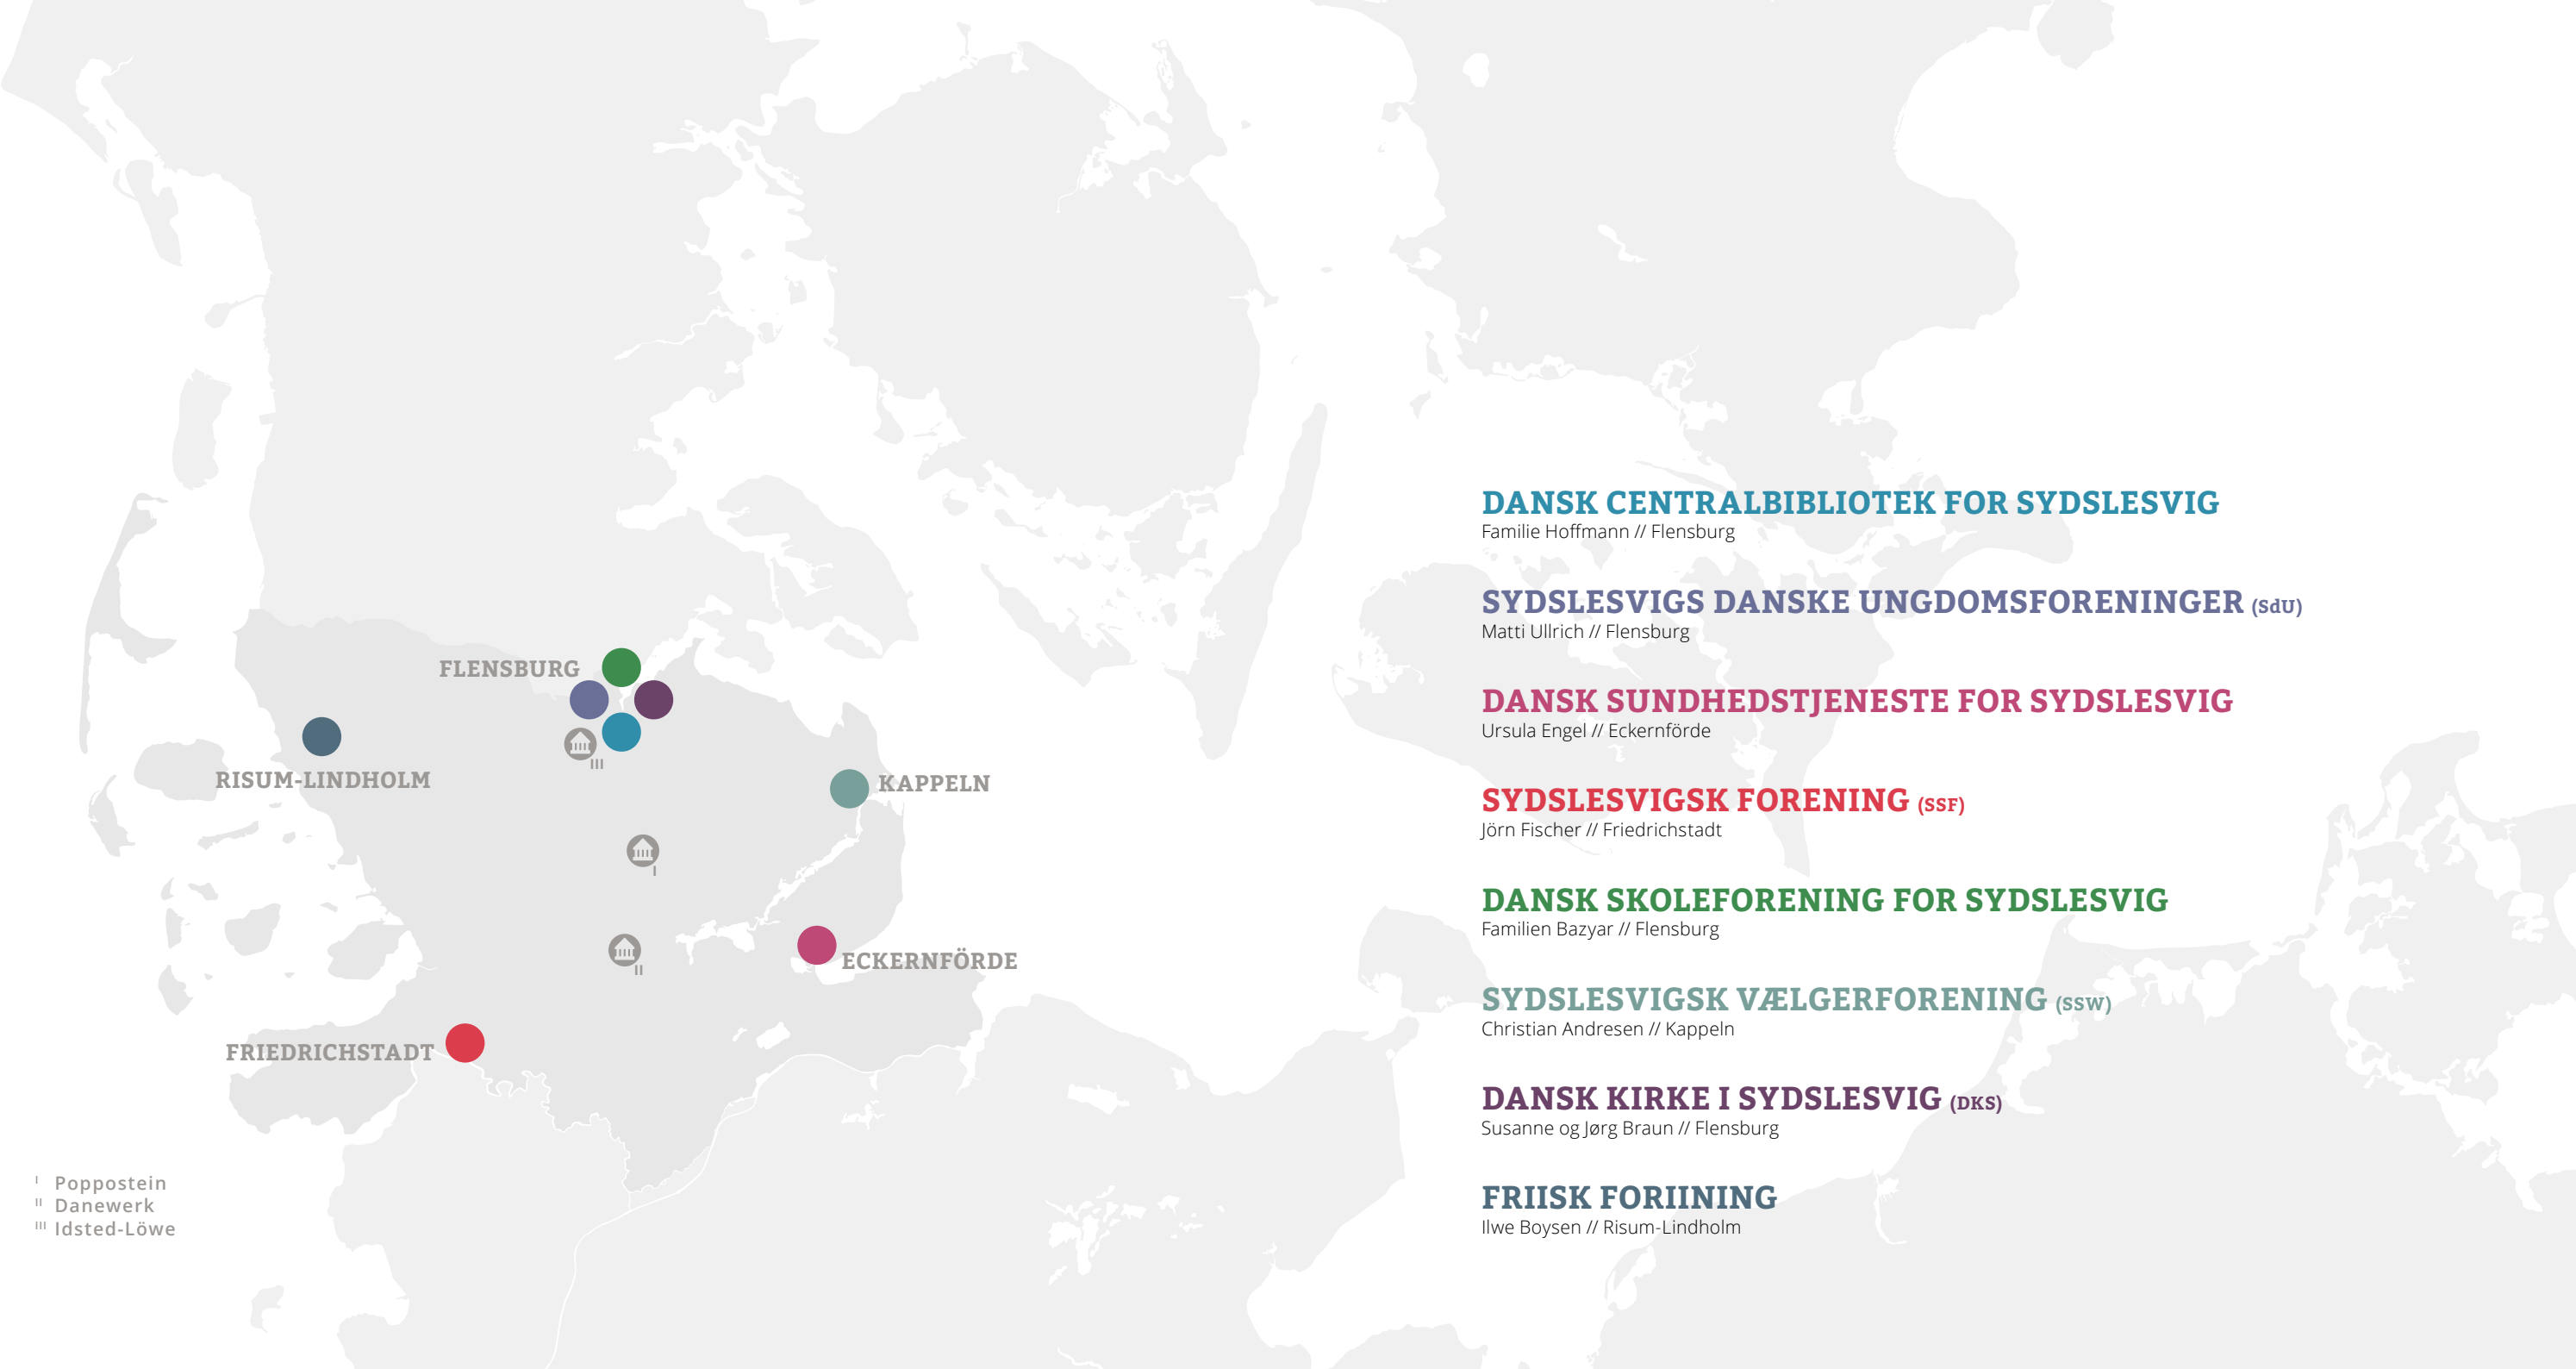 FLENSBURG
III
RISUM-LINDHOLM
KAPPELN
I
II
ECKERNFÖRDE
FRIEDRICHSTADT
I Poppostein
II Danewerk
III Idsted-Löwe
DANSK CENTRALBIBLIOTEK FOR SYDSLESVIG
Familie Hoffmann // Flensburg
SYDSLESVIGS DANSKE UNGDOMSFORENINGER (SdU)
Matti Ullrich // Flensburg
DANSK SUNDHEDSTJENESTE FOR SYDSLESVIG
Ursula Engel // Eckernförde
SYDSLESVIGSK FORENING (SSF)
Jörn Fischer // Friedrichstadt
DANSK SKOLEFORENING FOR SYDSLESVIG
Familien Bazyar // Flensburg
SYDSLESVIGSK VÆLGERFORENING (SSW)
Christian Andresen // Kappeln
DANSK KIRKE I SYDSLESVIG (DKS)
Susanne og Jørg Braun // Flensburg
FRIISK FORIINING
Ilwe Boysen // Risum-Lindholm